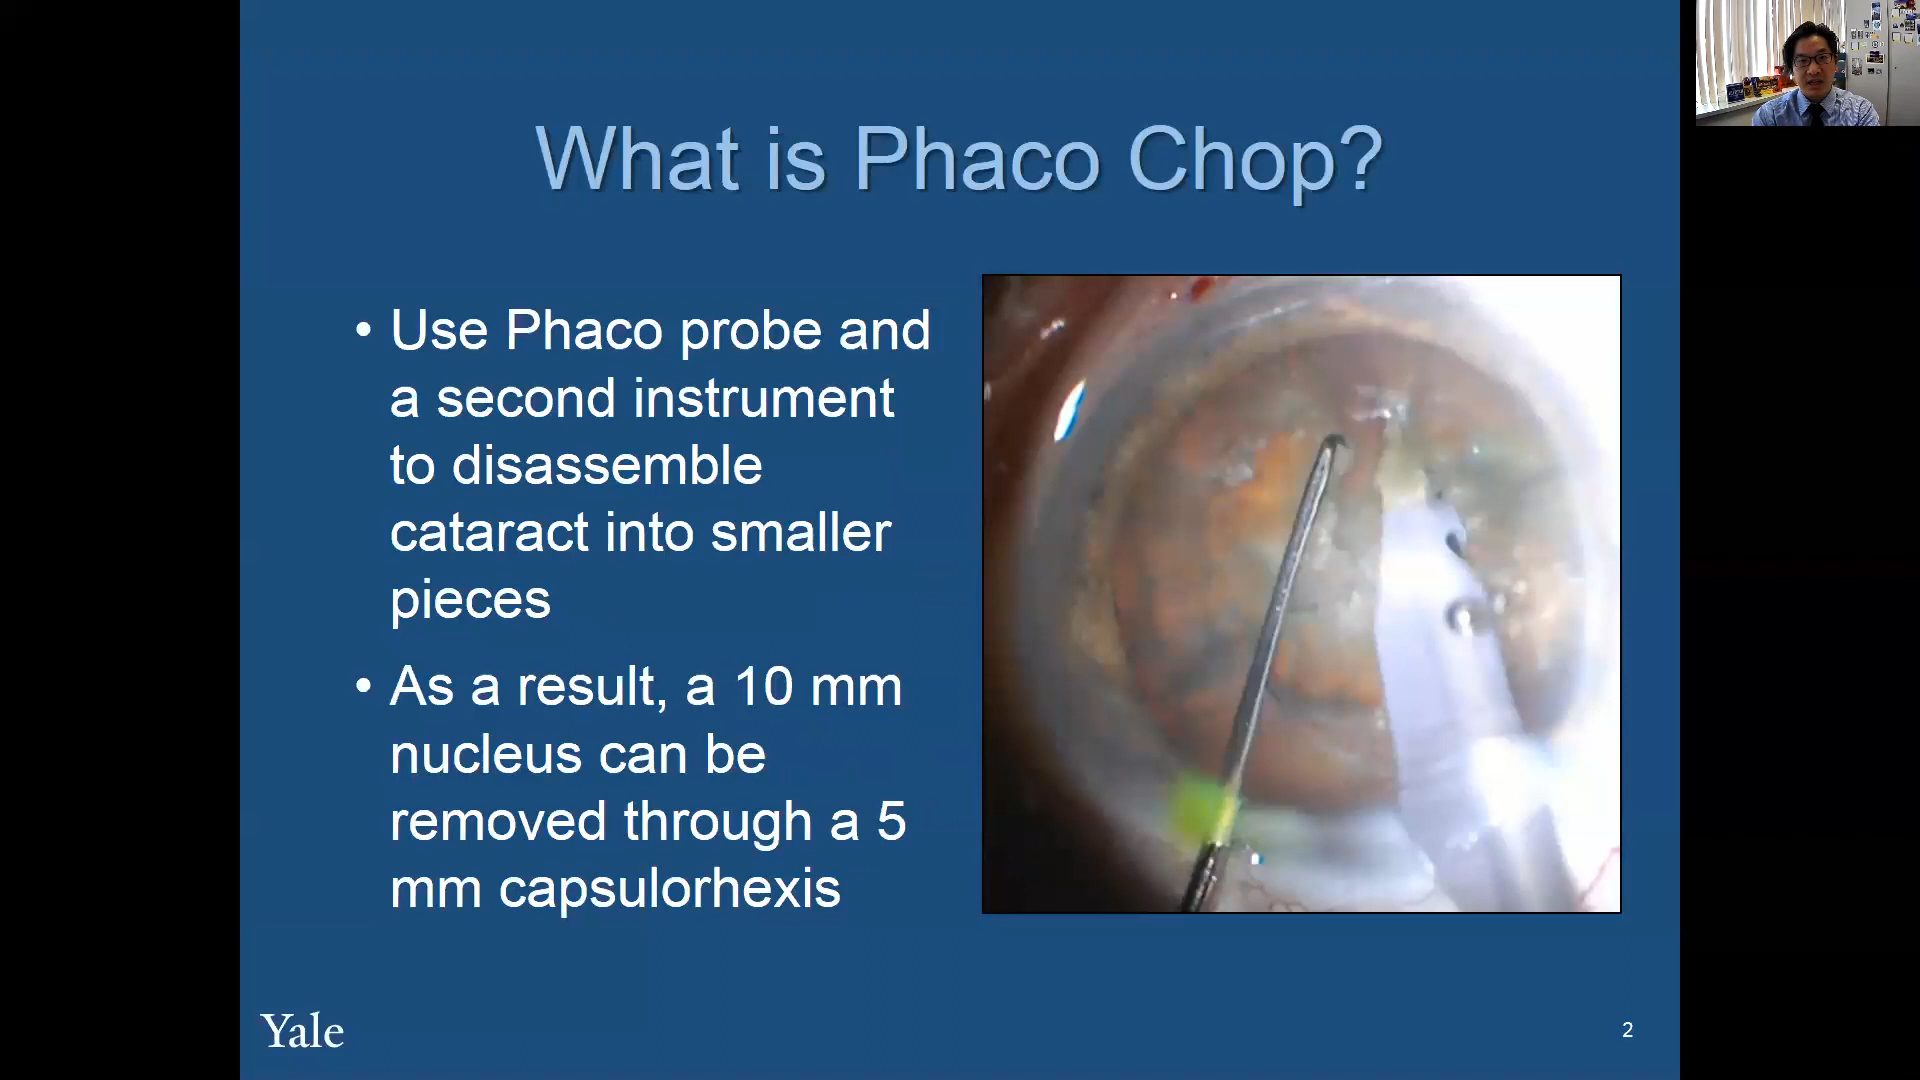 What is Phaco Chop?
• Use Phaco probe and
a second instrument
to disassemble
cataract into smaller
pieces
• As a result, a 10 mm
nucleus can be
removed through a 5
mm capsulorhexis
Yale
2